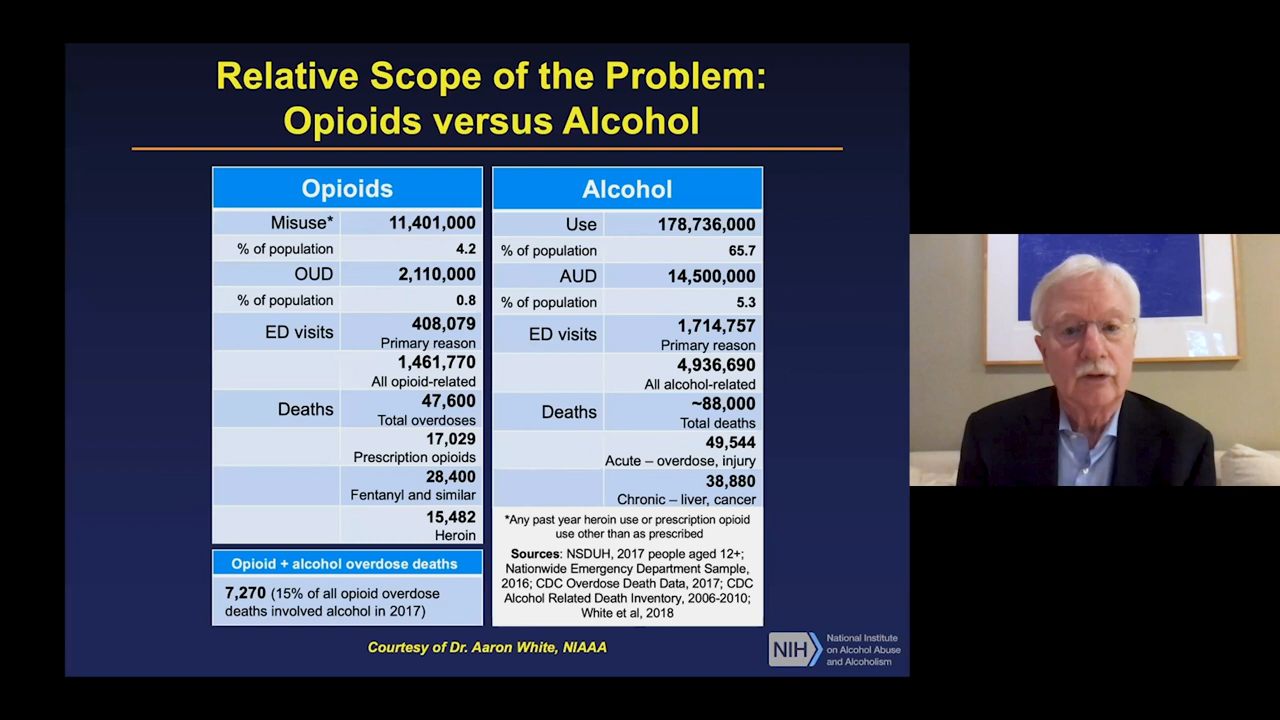 Relative Scope of the Problem:
Opioids versus Alcohol
Opioids
Misuse* 11,401,000
% of population 4.2
OUD 2,110,000
% of population 0.8
ED visits 408,079
Primary reason
1,461,770
All opioid-related
Deaths 47,600
Total overdoses
17,029
Prescription opioids
28,400
Fentanyl and similar
15,482
Heroin
Opioid + alcohol overdose deaths
7,270 (15% of all opioid overdose
deaths involved alcohol in 2017)
Alcohol
Use 178,736,000
% of population 65.7
AUD 14,500,000
% of population 5.3
ED visits 1,714,757
Primary reason
4,936,690
All alcohol-related
Deaths ~88,000
Total deaths
49,544
Acute – overdose, injury
38,880
Chronic – liver, cancer
*Any past year heroin use or prescription opioid
use other than as prescribed
Sources: NSDUH, 2017 people aged 12+;
Nationwide Emergency Department Sample,
2016; CDC Overdose Death Data, 2017; CDC
Alcohol Related Death Inventory, 2006-2010;
White et al, 2018
Courtesy of Dr. Aaron White, NIAAA
NIH
National Institute
on Alcohol Abuse
and Alcoholism